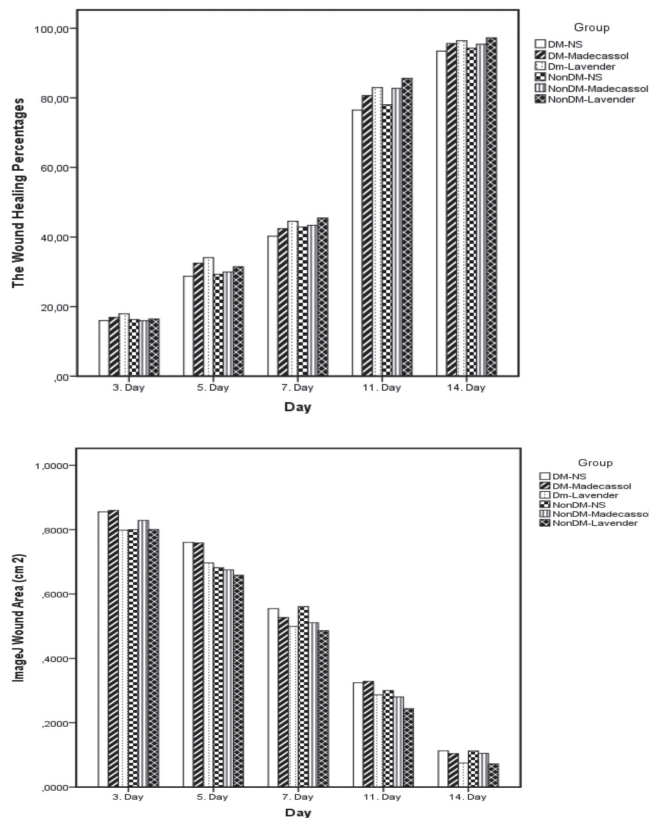 Group
DM-NS
DM-Madecassol
Dm-Lavender
NonDM-NS
NonDM-Madecassol
NonDM-Lavender
The Wound Healing Percentages
100,00
80,00
60,00
40,00
20,00
,00
3. Day
5. Day
7. Day
11. Day
14. Day
Day
Group
DM-NS
DM-Madecassol
Dm-Lavender
NonDM-NS
NonDM-Madecassol
NonDM-Lavender
ImageJ Wound Area (cm 2)
1,0000
,8000
,6000
,4000
,2000
,0000
3. Day
5. Day
7. Day
11. Day
14. Day
Day